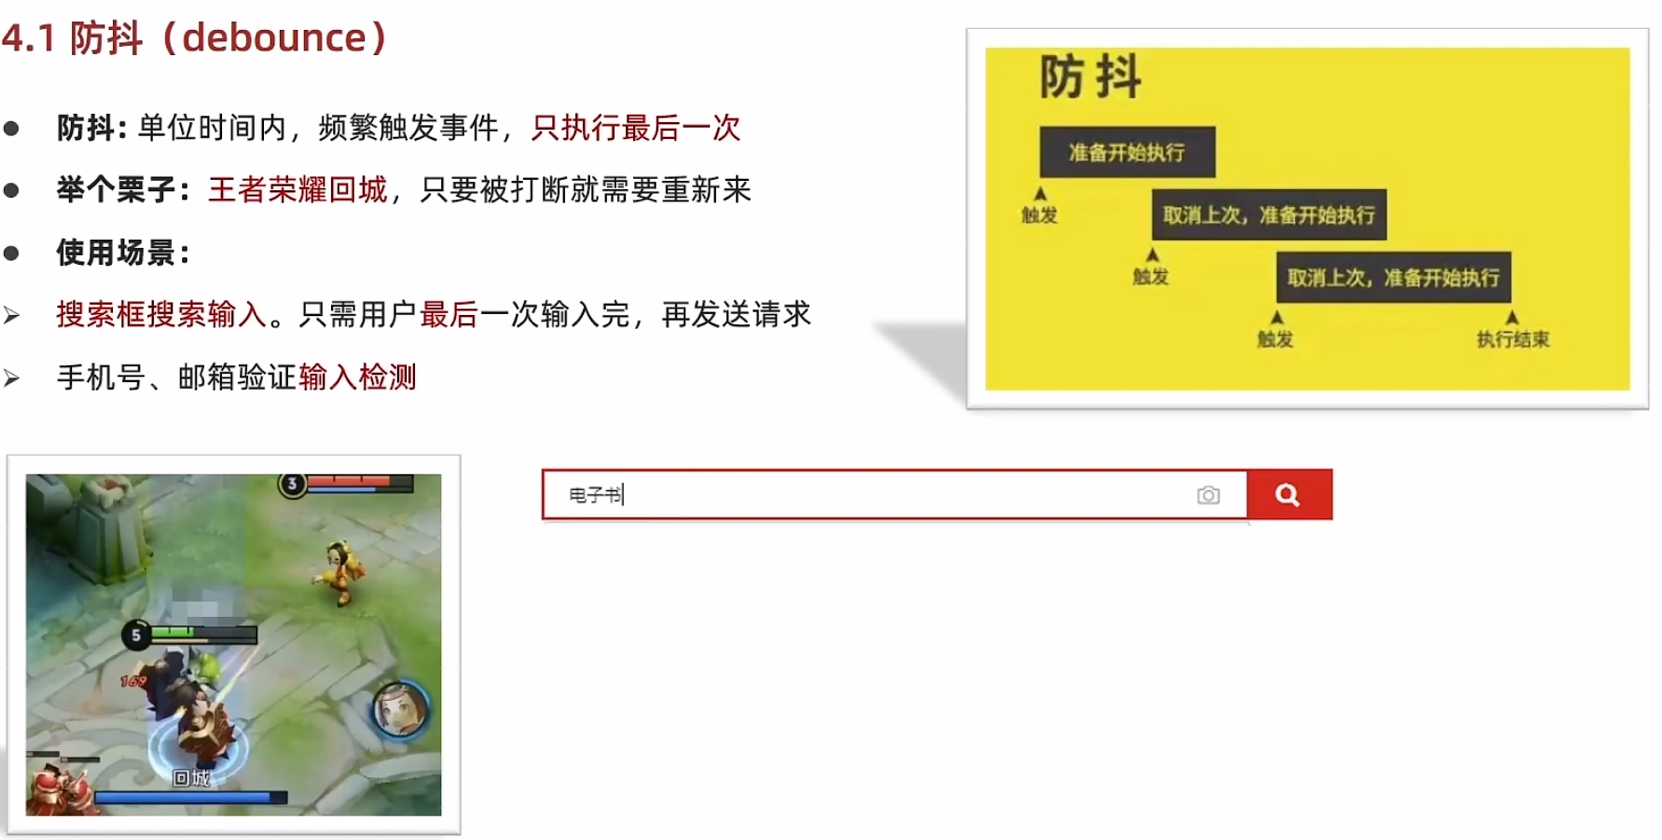 4.1 防抖（debounce）
防抖: 单位时间内，频繁触发事件，只执行最后一次
举个栗子：王者荣耀回城，只要被打断就需要重新来
使用场景：
搜索框搜索输入。只需用户最后一次输入完，再发送请求
手机号、邮箱验证输入检测
防抖
准备开始执行
触发
取消上次，准备开始执行
触发
取消上次，准备开始执行
触发
执行结束
电子书
3
5
169
回城